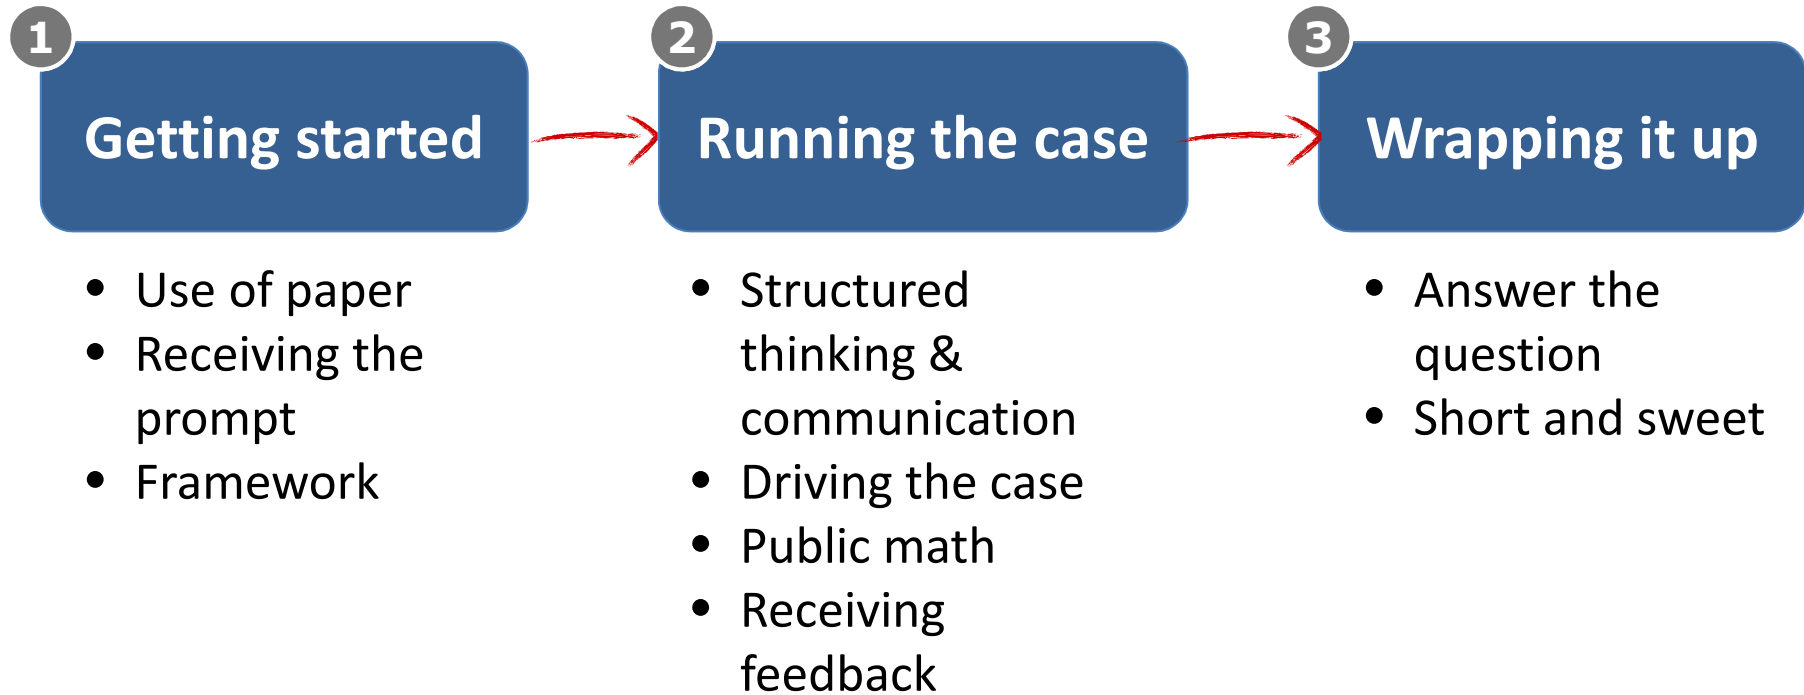 1
Getting started
• Use of paper
• Receiving the
prompt
• Framework
2
Running the case
• Structured
thinking &
communication
• Driving the case
• Public math
• Receiving
feedback
3
Wrapping it up
• Answer the
question
• Short and sweet